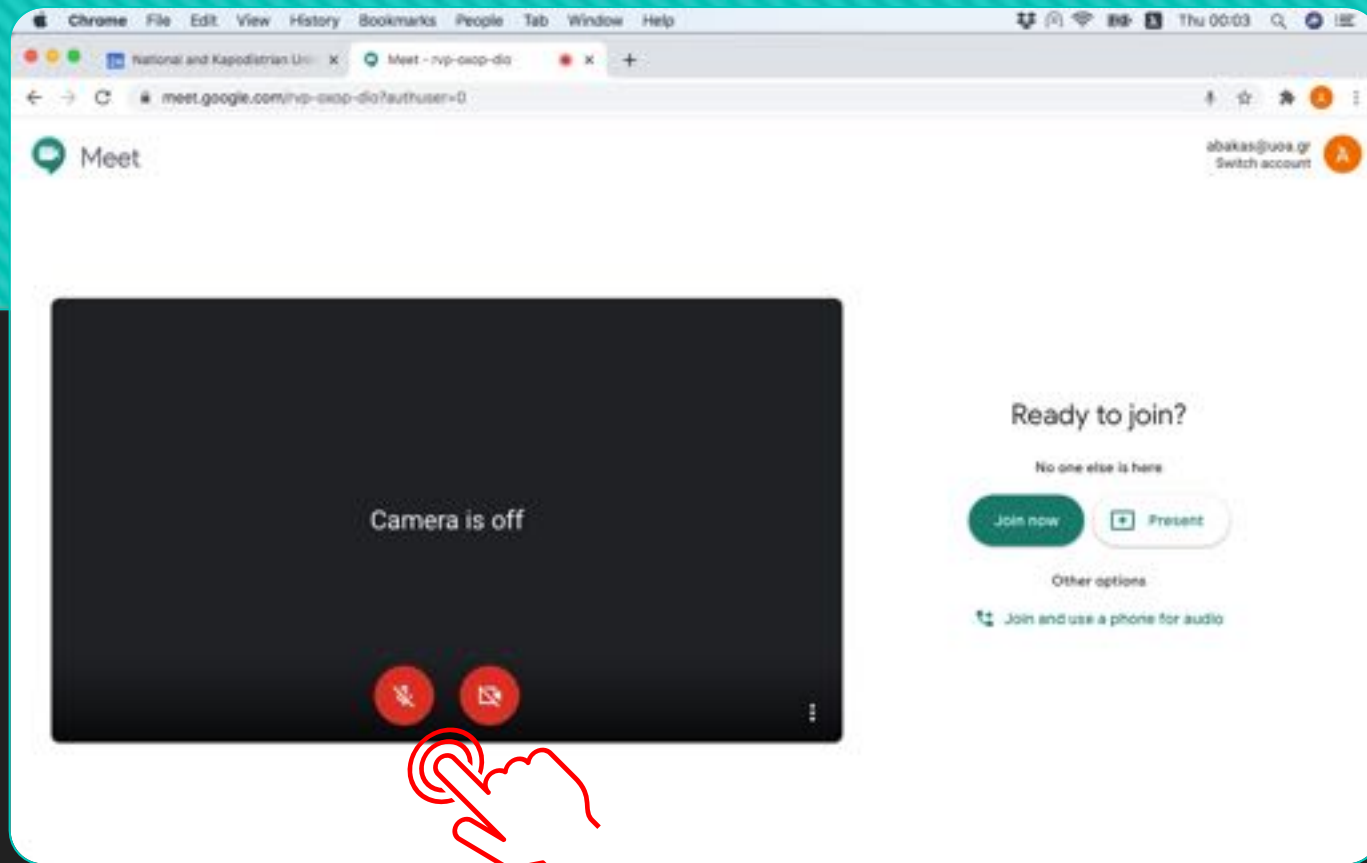 Chrome File Edit View History Bookmarks People Tab Window Help Thu 00:03
National and Kapodistrian Uni Meet - rvp-oxop-dio
meet.google.com/rvp-oxop-dio?authuser=0
Meet
abakas@uoa.gr
Switch account
A
Camera is off
Ready to join?
No one else is here
Join now Present
Other options
Join and use a phone for audio